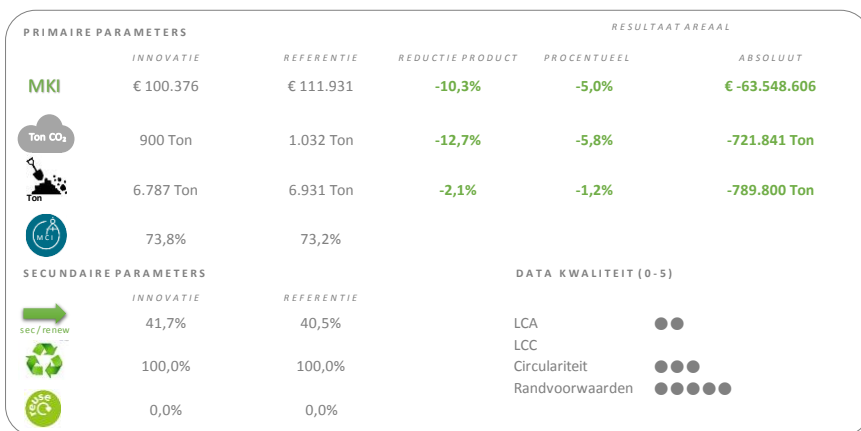 RESULTAAT AREAAL
PRIMAIRE PARAMETERS
INNOVATIE REFERENTIE REDUCTIE PRODUCT PROCENTUEEL ABSOLUUT
MKI € 100.376 € 111.931 -10,3% -5,0% € -63.548.606
Ton CO₂ 900 Ton 1.032 Ton -12,7% -5,8% -721.841 Ton
Ton 6.787 Ton 6.931 Ton -2,1% -1,2% -789.800 Ton
MCI 73,8% 73,2%
SECUNDAIRE PARAMETERS DATA KWALITEIT (0-5)
INNOVATIE REFERENTIE
sec/renew 41,7% 40,5% LCA
LCC
100,0% 100,0% Circulariteit
Randvoorwaarden
reuse 0,0% 0,0%